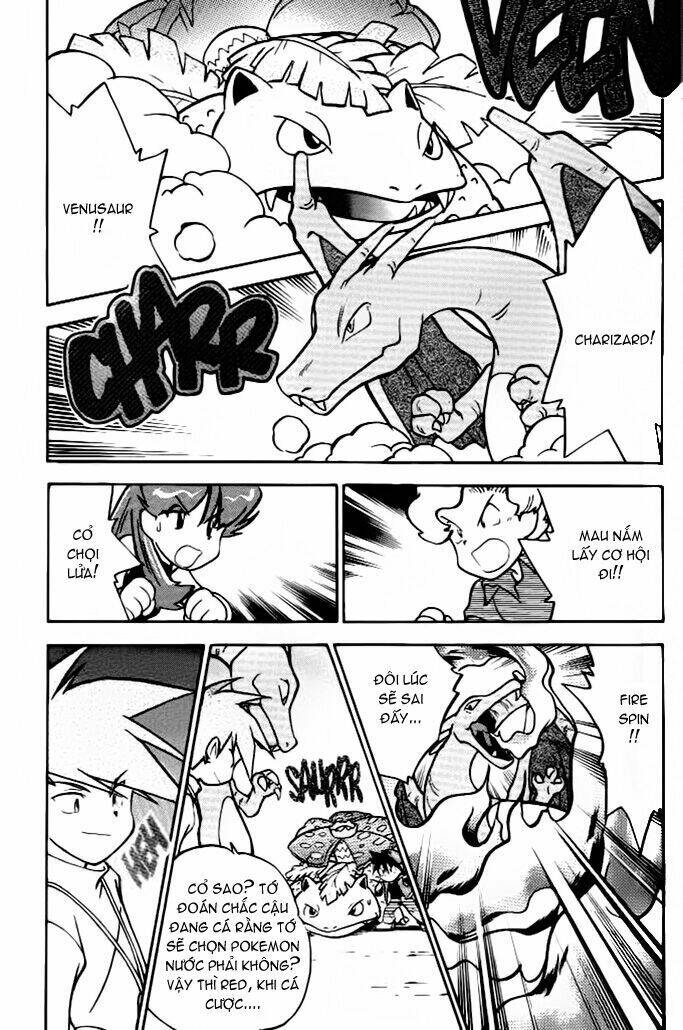 VEEN
CHARIZARD!
VENUSAUR
!!
CHARR
MAU NẮM
LẤY CƠ HỘI
ĐI!!
CỎ
CHỌI
LỬA!
FIRE
SPIN
!!
ĐÔI LÚC
SẼ SAI
ĐẤY...
SAURRR
CỎ SAO? TỚ
ĐOÁN CHẮC CẬU
ĐANG CÁ RẰNG TỚ
SẼ CHỌN POKEMON
NƯỚC PHẢI KHÔNG?
VẬY THÌ RED, KHI CÁ
CƯỢC....
HEH